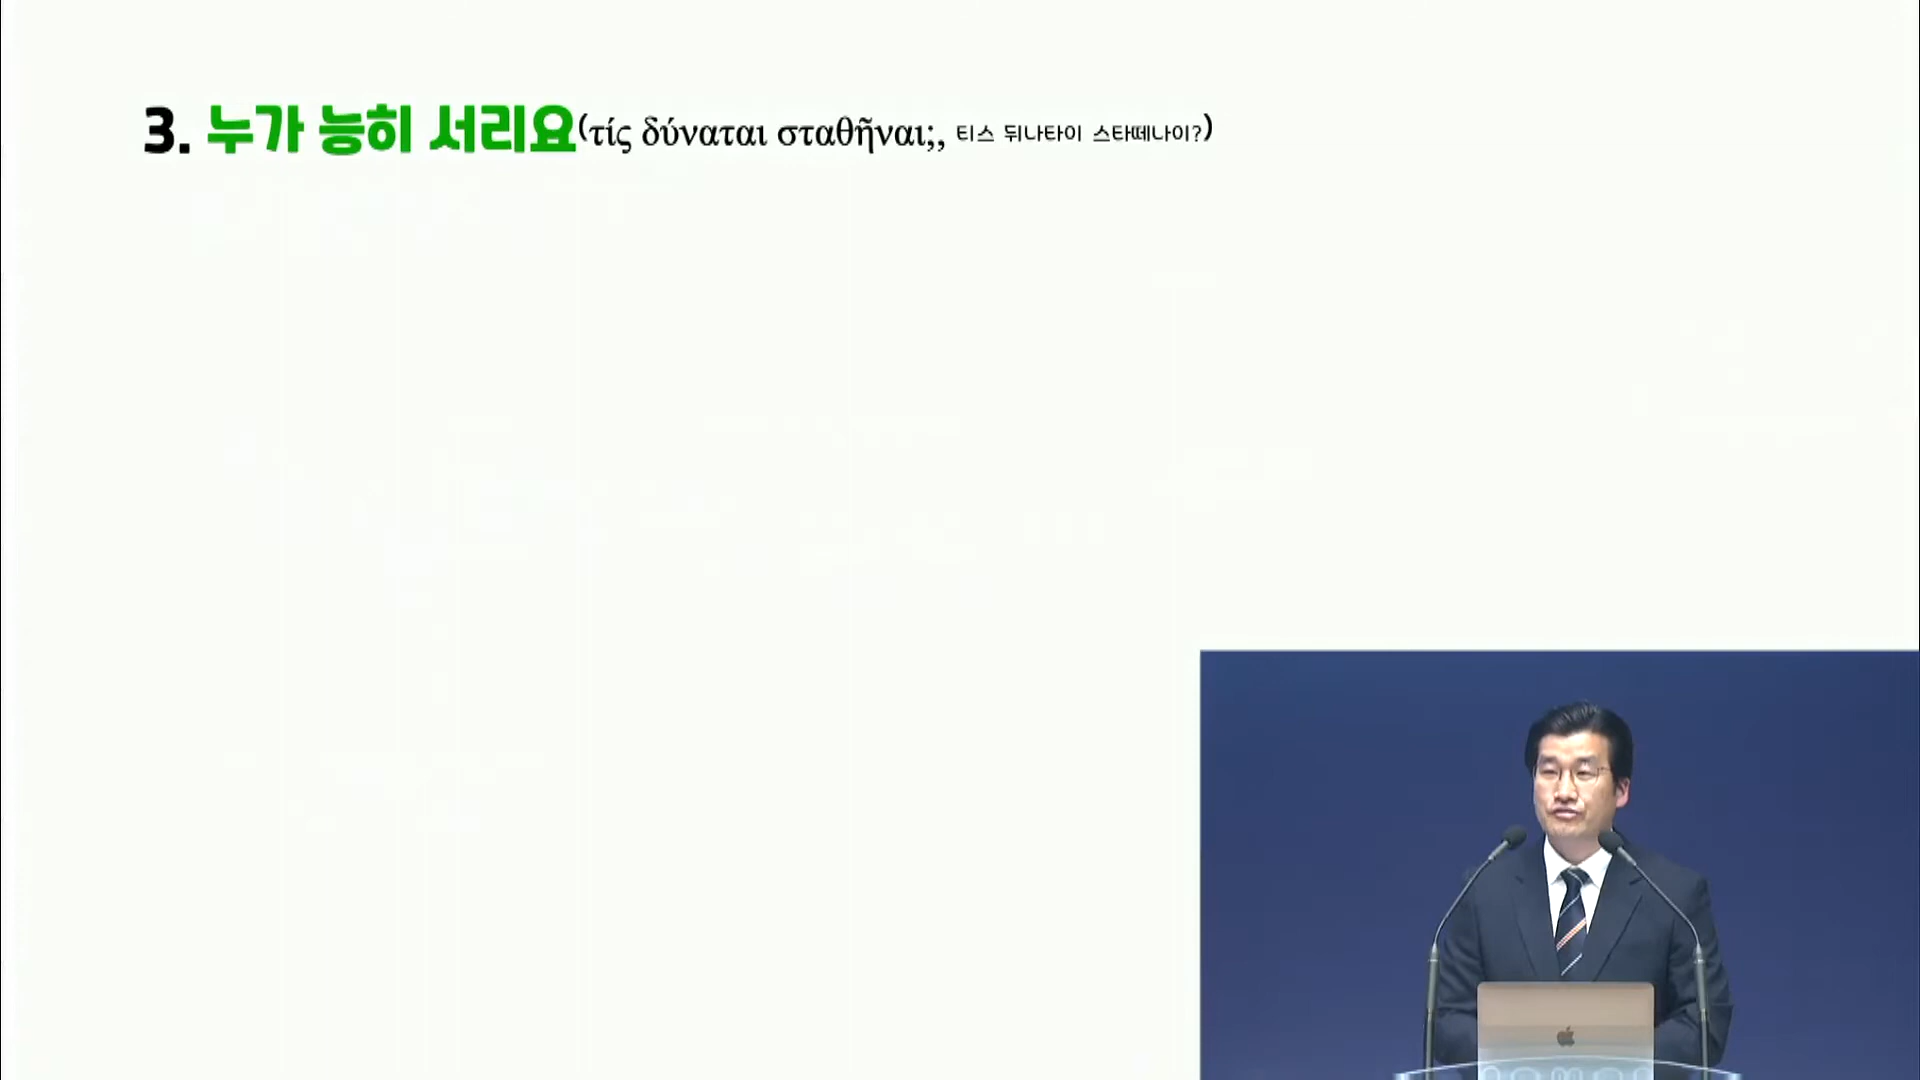 3. 누가 능히 서리요(τίς δύναται σταθῆναι;, 티스 뒤나타이 스타떼나이?)